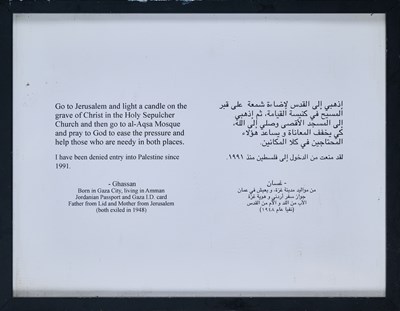 Go to Jerusalem and light a candle on the
grave of Christ in the Holy Sepulcher
Church and then go to al-Aqsa Mosque
and pray to God to ease the pressure and
help those who are needy in both places.
I have been denied entry into Palestine since
1991.
- Ghassan
Born in Gaza City, living in Amman
Jordanian Passport and Gaza I.D. card
Father from Lid and Mother from Jerusalem
(both exiled in 1948)
إذهبي إلى القدس لإضاءة شمعة على قبر
المسيح في كنيسة القيامة، ثم إذهبي
إلى المسجد الأقصى وصلي إلى الله،
كي يخفف المعاناة و يساعد هؤلاء
المحتاجين في كلا المكانين.
لقد منعت من الدخول إلى فلسطين منذ ١٩٩١.
- غسان
من مواليد مدينة غزة، و يعيش في عمان
جواز سفر أردني و هوية غزة
الأب من اللد و الأم من القدس
(نفيا عام ١٩٤٨)